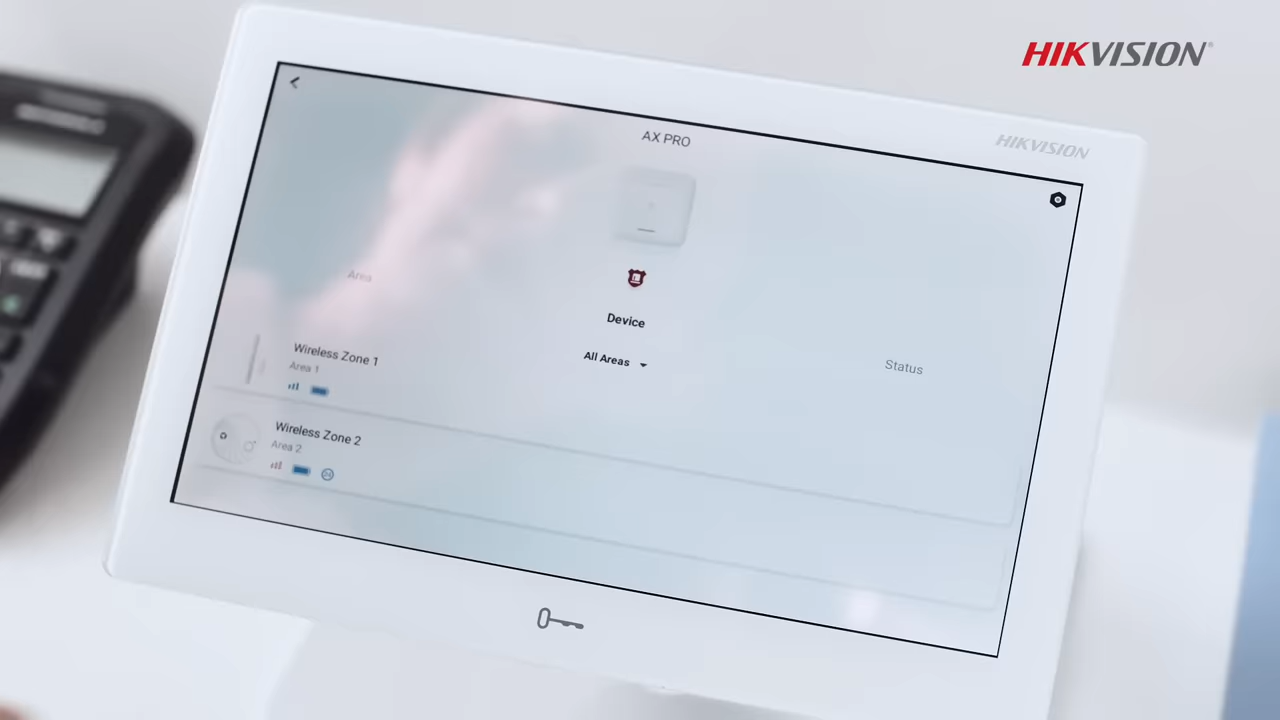 HIKVISION
AX PRO
HIKVISION
Area
Device
All Areas
Status
Wireless Zone 1
Area 1
Wireless Zone 2
Area 2